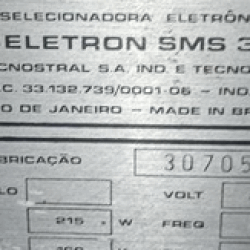 SELECIONADORA ELETRÔN
ELETRON SMS 3
CNOSTRAL S.A. IND. E TECNO
.C. 33.132.739/0001-06 - IND
O DE JANEIRO - MADE IN BR
BRICAÇÃO 30705
LO VOLT
215 W FREQ